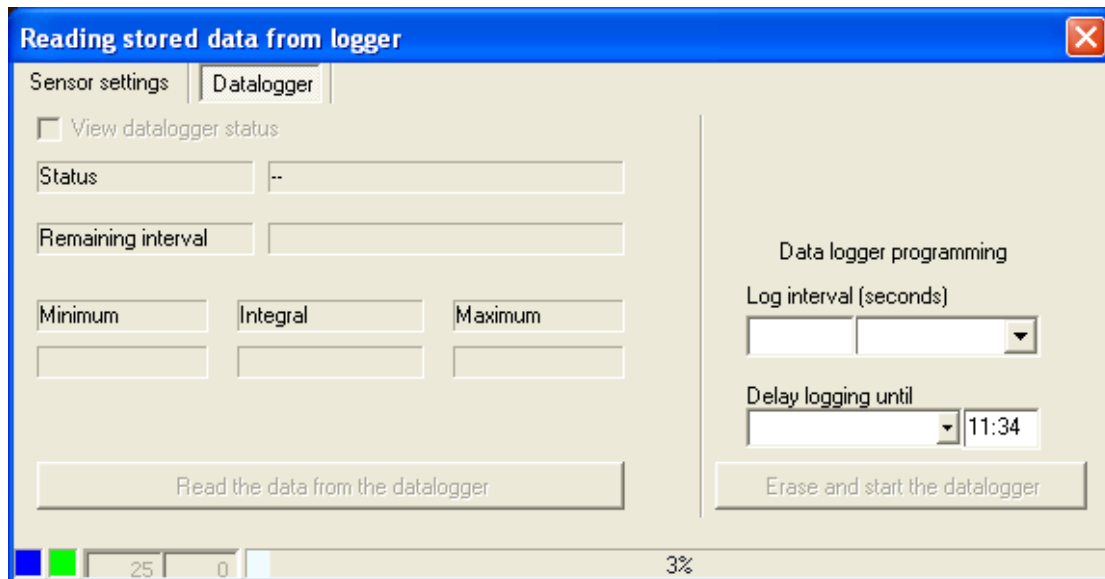 Reading stored data from logger
Sensor settings Datalogger
View datalogger status
Status --
Remaining interval
Minimum Integral Maximum
Read the data from the datalogger
Data logger programming
Log interval (seconds)
Delay logging until
11:34
Erase and start the datalogger
25 0 3%